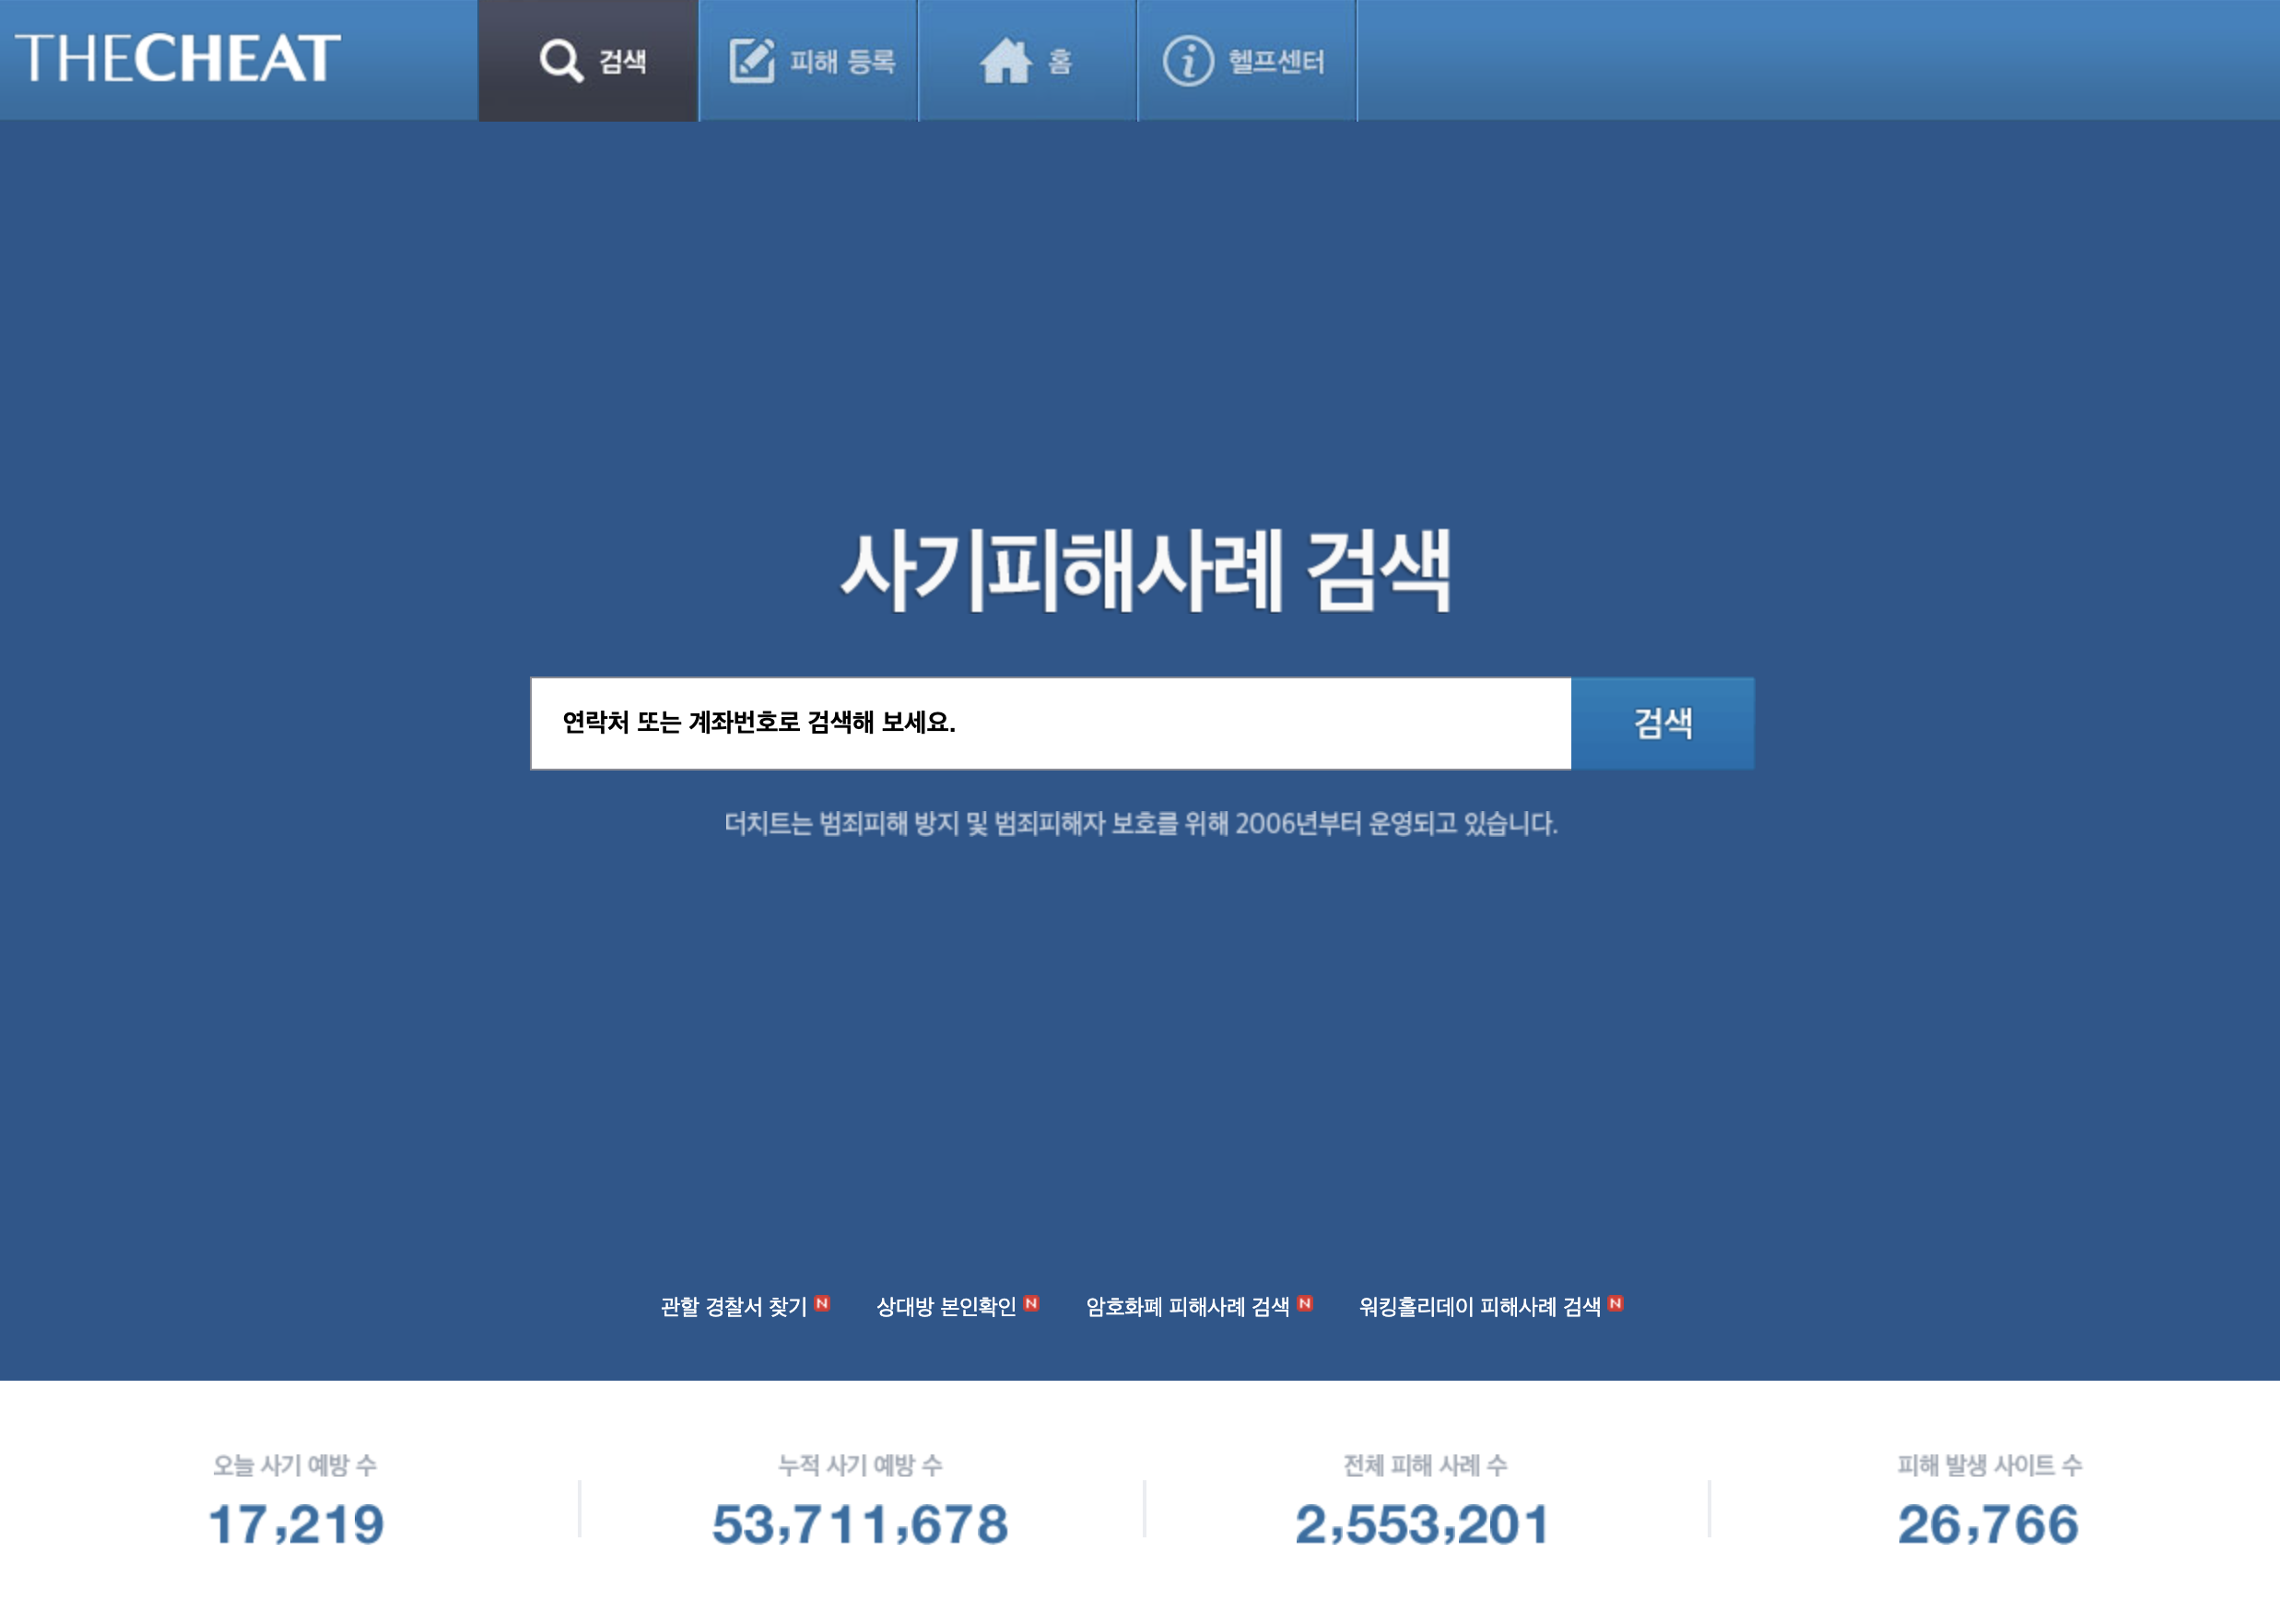 THECHEAT
검색
피해 등록
홈
헬프센터
사기피해사례 검색
연락처 또는 계좌번호로 검색해 보세요.
검색
더치트는 범죄피해 방지 및 범죄피해자 보호를 위해 2006년부터 운영되고 있습니다.
관할 경찰서 찾기 N
상대방 본인확인 N
암호화폐 피해사례 검색 N
워킹홀리데이 피해사례 검색 N
오늘 사기 예방 수
17,219
누적 사기 예방 수
53,711,678
전체 피해 사례 수
2,553,201
피해 발생 사이트 수
26,766